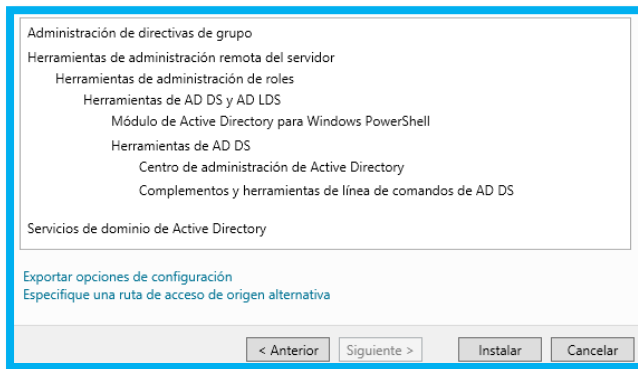 Administración de directivas de grupo
Herramientas de administración remota del servidor
Herramientas de administración de roles
Herramientas de AD DS y AD LDS
Módulo de Active Directory para Windows PowerShell
Herramientas de AD DS
Centro de administración de Active Directory
Complementos y herramientas de línea de comandos de AD DS
Servicios de dominio de Active Directory
Exportar opciones de configuración
Especifique una ruta de acceso de origen alternativa
< Anterior Siguiente > Instalar Cancelar